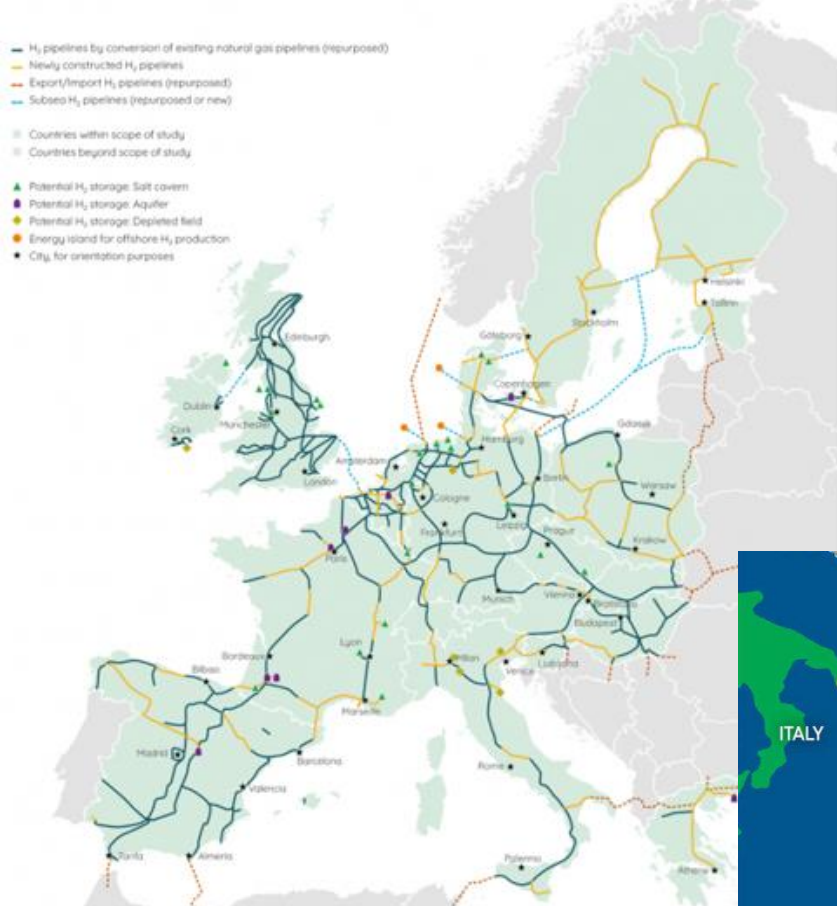 H₂ pipelines by conversion of existing natural gas pipelines (repurposed)
Newly constructed H₂ pipelines
Export/Import H₂ pipelines (repurposed)
Subsea H₂ pipelines (repurposed or new)
Countries within scope of study
Countries beyond scope of study
Potential H₂ storage: Salt cavern
Potential H₂ storage: Aquifer
Potential H₂ storage: Depleted field
Energy island for offshore H₂ production
City, for orientation purposes
Helsinki
Tallinn
Stockholm
Göteborg
Edinburgh
Copenhagen
Dublin
Manchester
Cork
Hamburg
Gdańsk
Amsterdam
London
Berlin
Warsaw
Cologne
Leipzig
Frankfurt
Prague
Krakow
Paris
Munich
Vienna
Bratislava
Budapest
Lyon
Bordeaux
Milan
Venice
Ljubljana
Bilbao
Marseille
ITALY
Madrid
Barcelona
Rome
Valencia
Tarifa
Almeria
Palermo
Athens